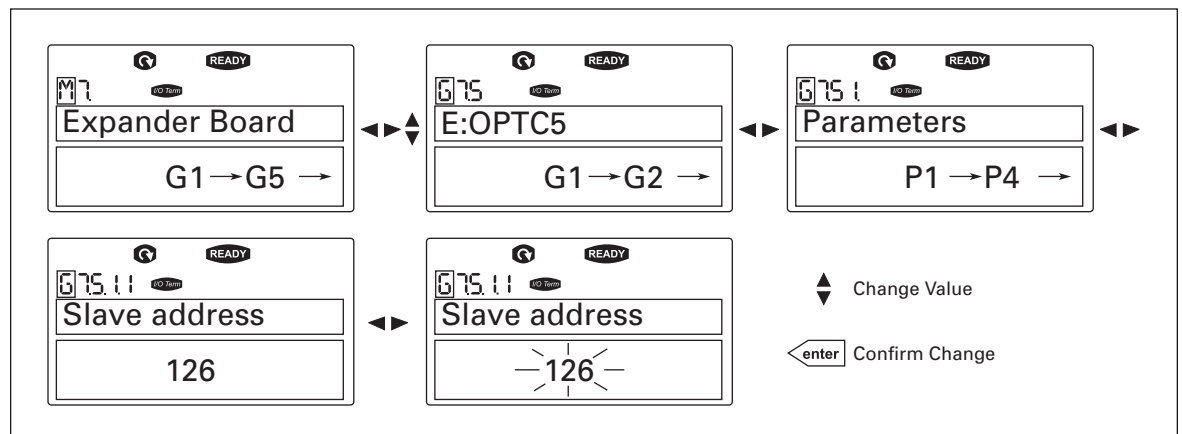 READY
M7.
I/O Term
Expander Board
G1→G5 →
READY
G7.5
I/O Term
E:OPTC5
G1→G2 →
READY
G7.5.1.
I/O Term
Parameters
P1→P4 →
READY
G7.5.1.1
I/O Term
Slave address
126
READY
G7.5.1.1
I/O Term
Slave address
126
Change Value
enter Confirm Change